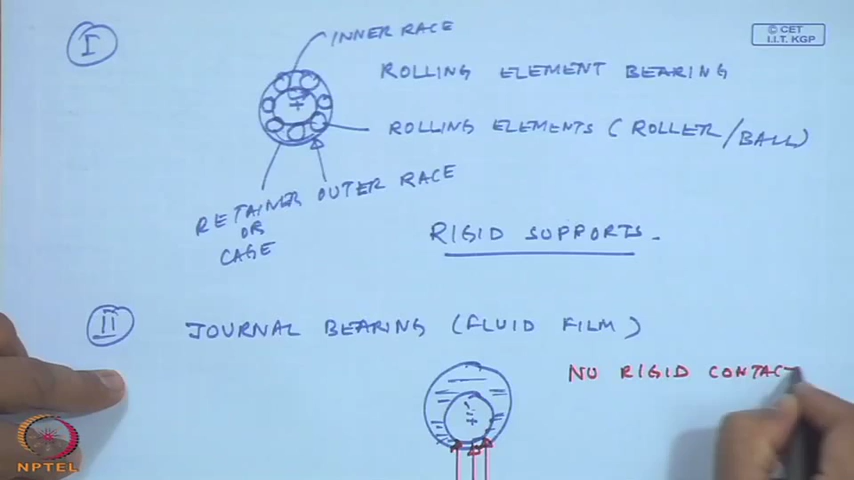 © CET
I.I.T. KGP
I
INNER RACE
ROLLING ELEMENT BEARING
ROLLING ELEMENTS (ROLLER/BALL)
OUTER RACE
RETAINER
OR
CAGE
RIGID SUPPORTS.
II
JOURNAL BEARING (FLUID FILM)
NO RIGID CONTAC
NPTEL